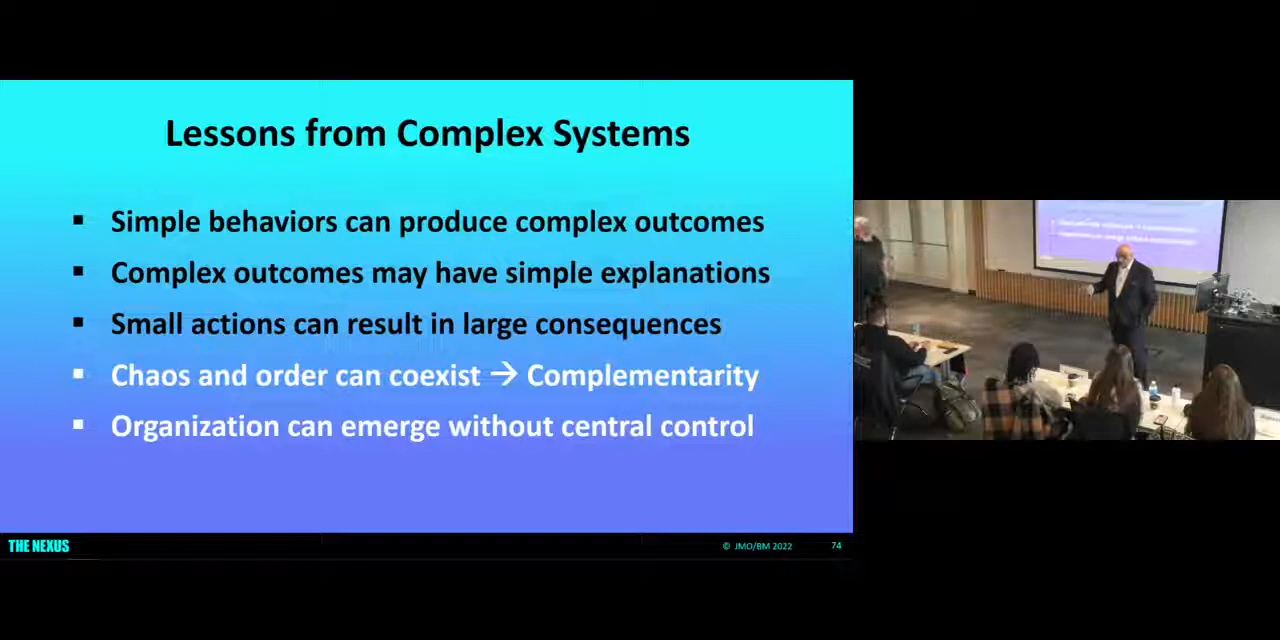 Lessons from Complex Systems
▪ Simple behaviors can produce complex outcomes
▪ Complex outcomes may have simple explanations
▪ Small actions can result in large consequences
▪ Chaos and order can coexist → Complementarity
▪ Organization can emerge without central control
THE NEXUS
© JMO/BM 2022
74